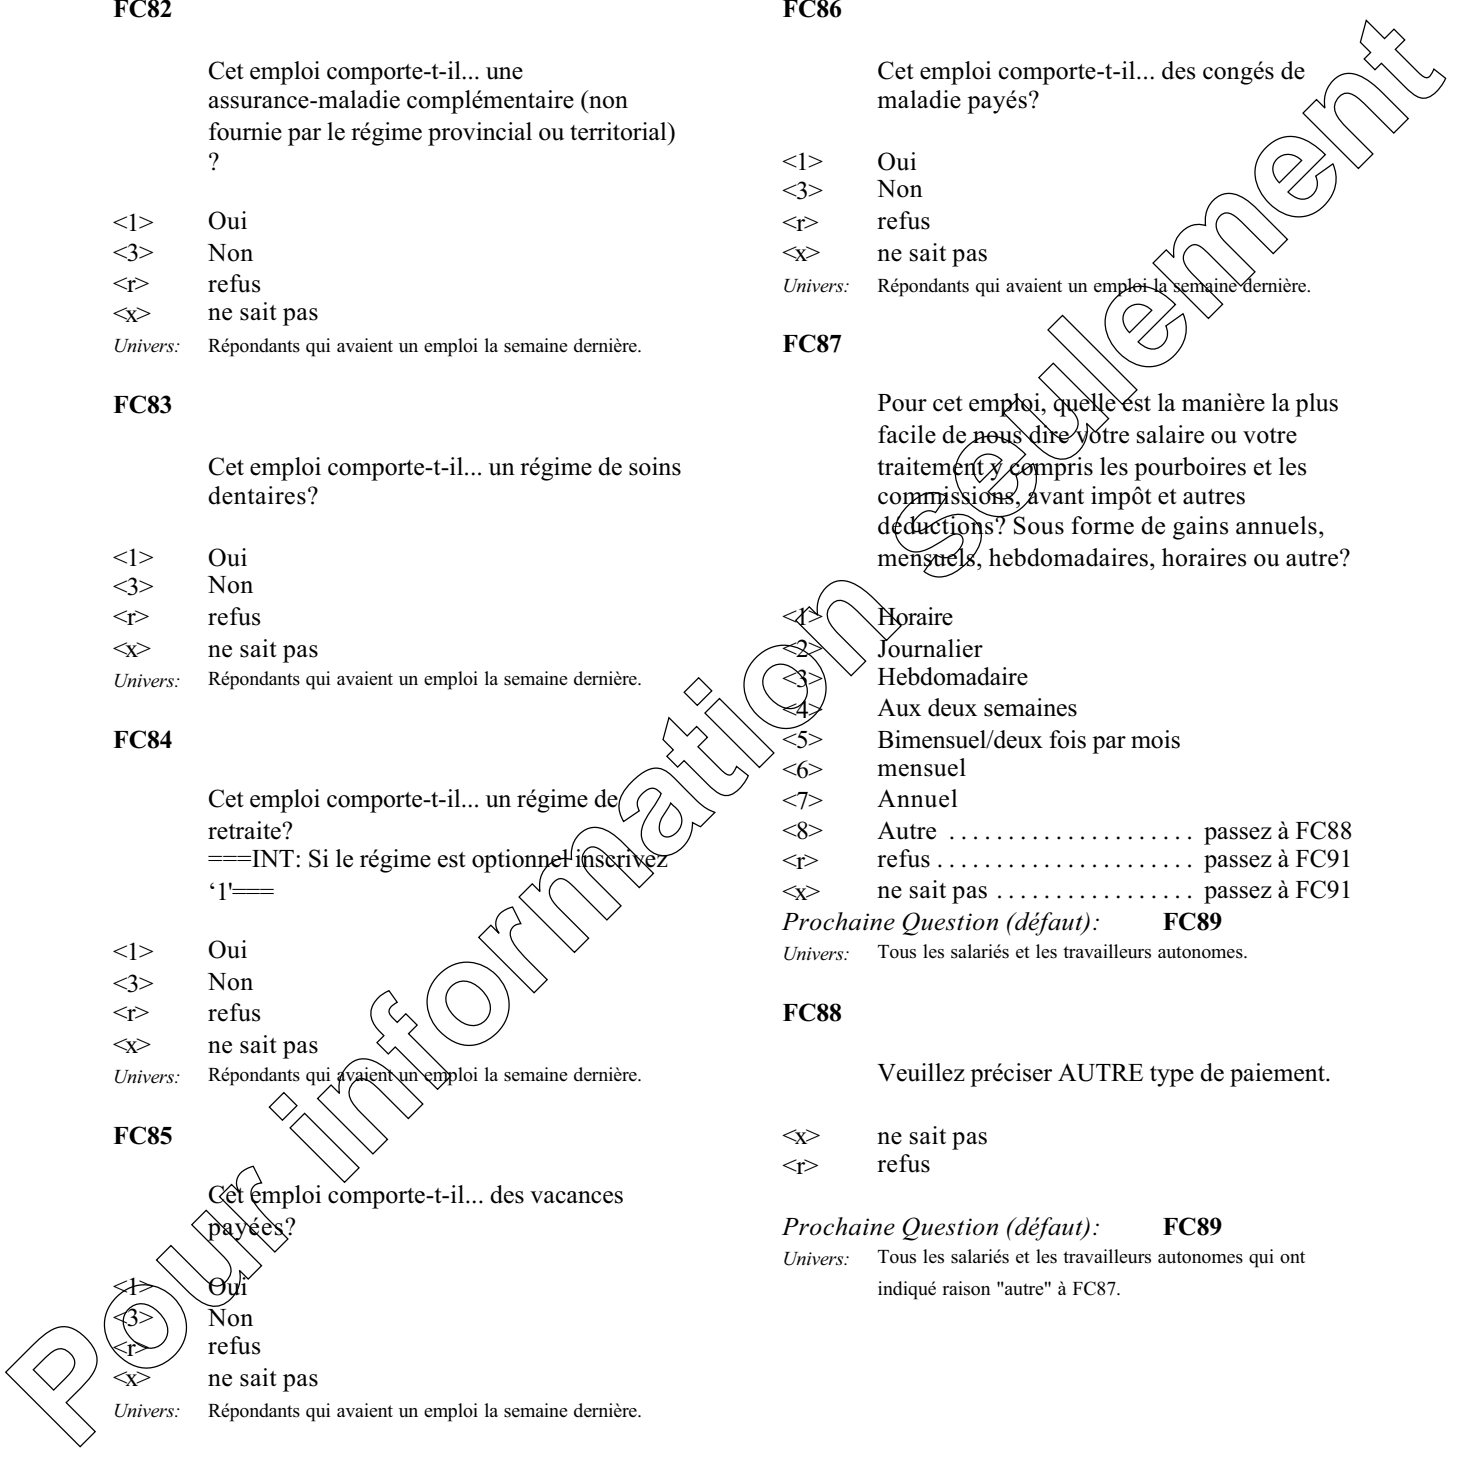 FC82
Cet emploi comporte-t-il... une
assurance-maladie complémentaire (non
fournie par le régime provincial ou territorial)
?
<1> Oui
<3> Non
<r> refus
<x> ne sait pas
Univers: Répondants qui avaient un emploi la semaine dernière.
FC83
Cet emploi comporte-t-il... un régime de soins
dentaires?
<1> Oui
<3> Non
<r> refus
<x> ne sait pas
Univers: Répondants qui avaient un emploi la semaine dernière.
FC84
Cet emploi comporte-t-il... un régime de
retraite?
===INT: Si le régime est optionnel inscrivez
‘1'===
<1> Oui
<3> Non
<r> refus
<x> ne sait pas
Univers: Répondants qui avaient un emploi la semaine dernière.
FC85
Cet emploi comporte-t-il... des vacances
payées?
<1> Oui
<3> Non
<r> refus
<x> ne sait pas
Univers: Répondants qui avaient un emploi la semaine dernière.
FC86
Cet emploi comporte-t-il... des congés de
maladie payés?
<1> Oui
<3> Non
<r> refus
<x> ne sait pas
Univers: Répondants qui avaient un emploi la semaine dernière.
FC87
Pour cet emploi, quelle est la manière la plus
facile de nous dire votre salaire ou votre
traitement y compris les pourboires et les
commissions, avant impôt et autres
déductions? Sous forme de gains annuels,
mensuels, hebdomadaires, horaires ou autre?
<1> Horaire
<2> Journalier
<3> Hebdomadaire
<4> Aux deux semaines
<5> Bimensuel/deux fois par mois
<6> mensuel
<7> Annuel
<8> Autre ..................... passez à FC88
<r> refus ...................... passez à FC91
<x> ne sait pas ................. passez à FC91
Prochaine Question (défaut): FC89
Univers: Tous les salariés et les travailleurs autonomes.
FC88
Veuillez préciser AUTRE type de paiement.
<x> ne sait pas
<r> refus
Prochaine Question (défaut): FC89
Univers: Tous les salariés et les travailleurs autonomes qui ont
indiqué raison "autre" à FC87.
Pour information seulement